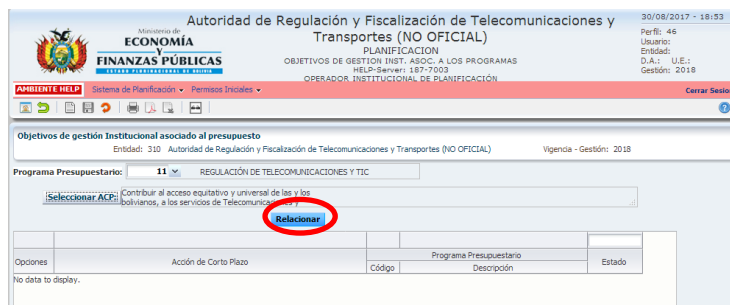 Autoridad de Regulación y Fiscalización de Telecomunicaciones y
Transportes (NO OFICIAL)
PLANIFICACION
OBJETIVOS DE GESTIÓN INST. ASOC. A LOS PROGRAMAS
HELP-Server: 187-7003
OPERADOR INSTITUCIONAL DE PLANIFICACIÓN
Ministerio de
ECONOMÍA
Y
FINANZAS PÚBLICAS
ESTADO PLURINACIONAL DE BOLIVIA
30/08/2017 - 18:53
Perfil: 46
Usuario:
Entidad:
D.A.: U.E.:
Gestión: 2018
AMBIENTE HELP Sistema de Planificación Permisos Iniciales Cerrar Sesio
Objetivos de gestión Institucional asociado al presupuesto
Entidad: 310 Autoridad de Regulación y Fiscalización de Telecomunicaciones y Transportes (NO OFICIAL) Vigencia - Gestión: 2018
Programa Presupuestario: 11 REGULACIÓN DE TELECOMUNICACIONES Y TIC
Seleccionar ACP: Contribuir al acceso equitativo y universal de las y los
bolivianos, a los servicios de Telecomunicaciones y
Relacionar
Opciones Acción de Corto Plazo Programa Presupuestario Estado
Código Descripción
No data to display.